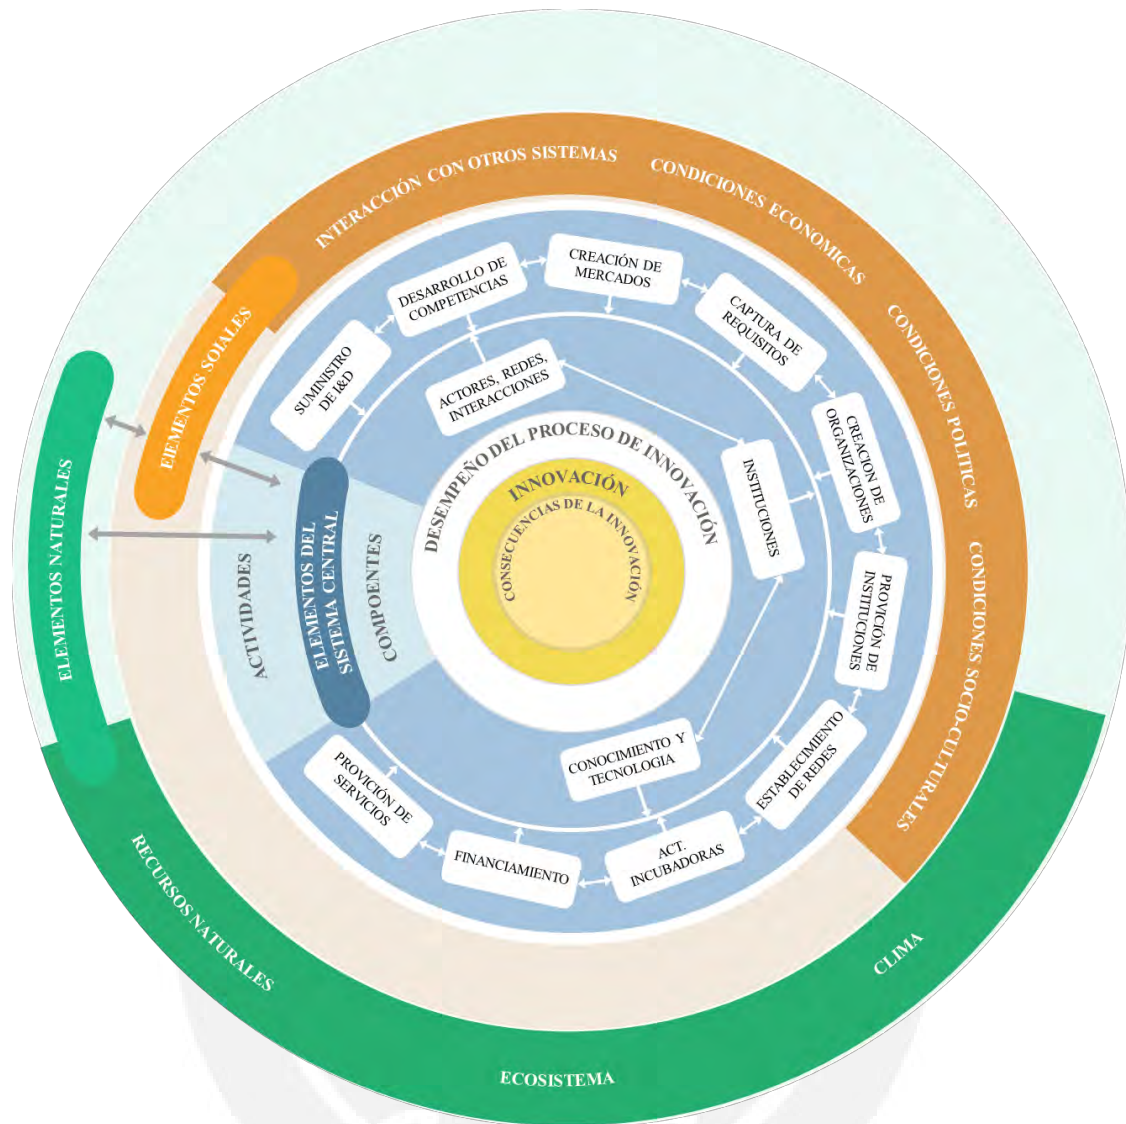 INTERACCIÓN CON OTROS SISTEMAS
CONDICIONES ECONOMICAS
CONDICIONES POLITICAS
CONDICIONES SOCIO-CULTURALES
ElEMENTOS SOIALES
ELEMENTOS NATURALES
RECURSOS NATURALES
ECOSISTEMA
CLIMA
SUMINISTRO
DE I&D
DESARROLLO DE
COMPETENCIAS
CREACIÓN DE
MERCADOS
CAPTURA DE
REQUISITOS
CREACION DE
ORGANIZACIONES
PROVICIÓN DE
INSTITUCIONES
ESTABLECIMIENTO
DE REDES
ACT.
INCUBADORAS
FINANCIAMIENTO
PROVICIÓN DE
SERVICIOS
ACTIVIDADES
ELEMENTOS DEL
SISTEMA CENTRAL
COMPOENTES
ACTORES, REDES,
INTERACCIONES
INSTITUCIONES
CONOCIMIENTO Y
TECNOLOGIA
DESEMPEÑO DEL PROCESO DE INNOVACIÓN
INNOVACIÓN
CONSECUENCIAS DE LA INNOVACIÓN